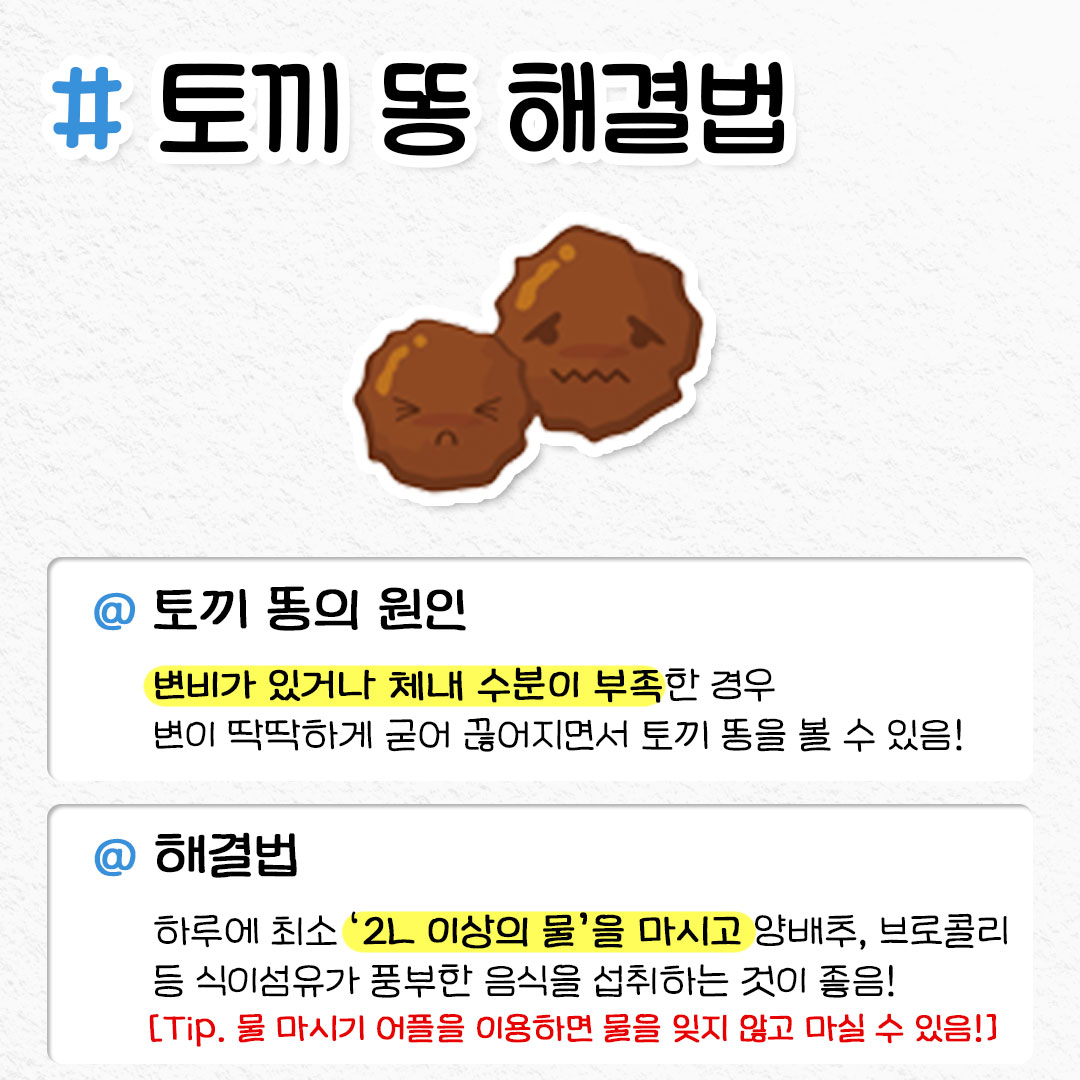 # 토끼 똥 해결법
@ 토끼 똥의 원인
변비가 있거나 체내 수분이 부족한 경우
변이 딱딱하게 굳어 끊어지면서 토끼 똥을 볼 수 있음!
@ 해결법
하루에 최소 ‘2L 이상의 물’을 마시고 양배추, 브로콜리
등 식이섬유가 풍부한 음식을 섭취하는 것이 좋음!
[Tip. 물 마시기 어플을 이용하면 물을 잊지 않고 마실 수 있음!]